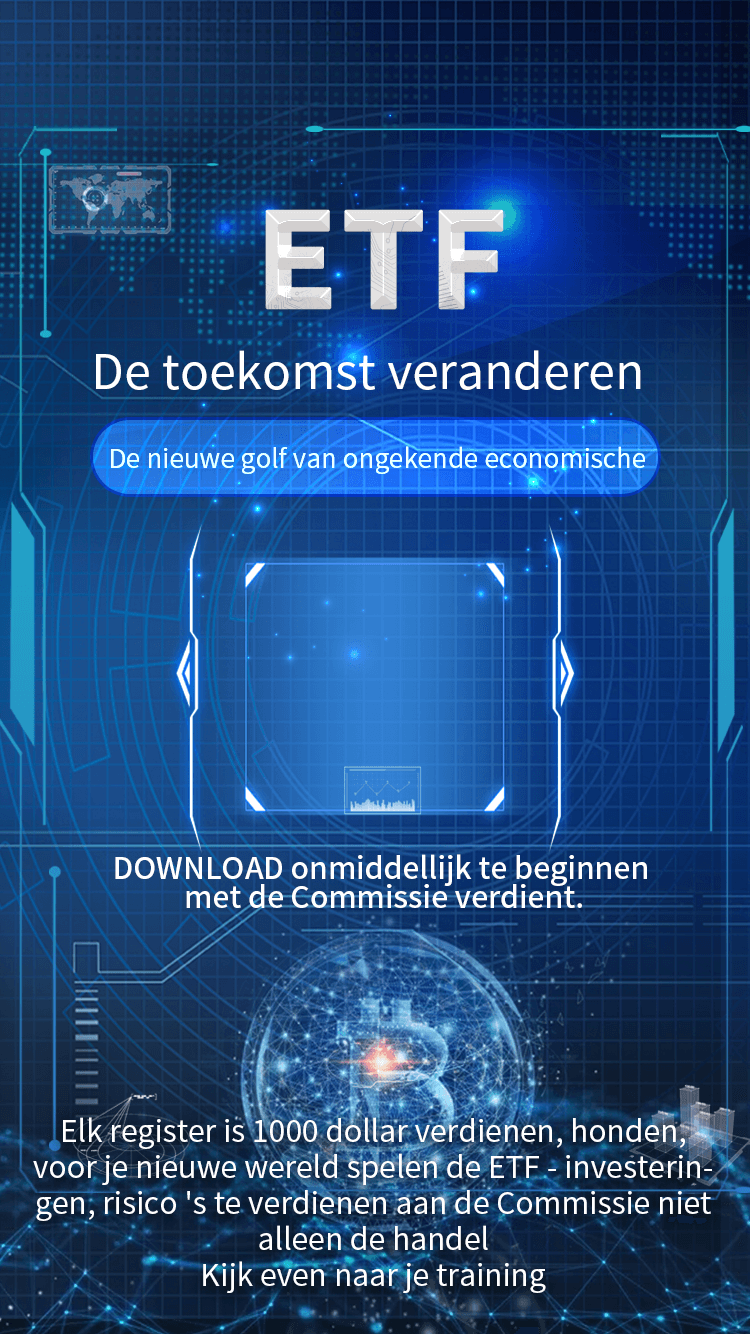 ETF
De toekomst veranderen
De nieuwe golf van ongekende economische
DOWNLOAD onmiddellijk te beginnen
met de Commissie verdient.
Elk register is 1000 dollar verdienen, honden,
voor je nieuwe wereld spelen de ETF - investerin-
gen, risico 's te verdienen aan de Commissie niet
alleen de handel
Kijk even naar je training